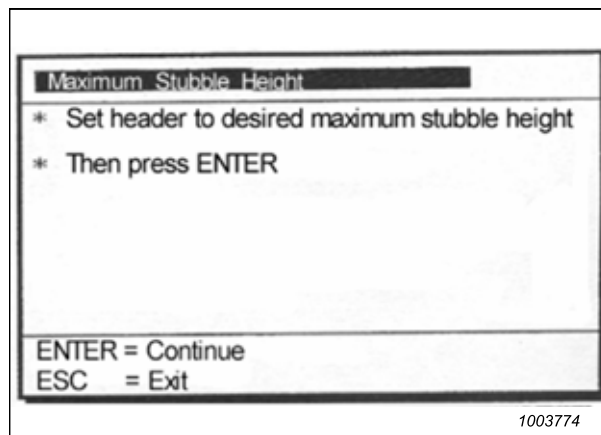 Maximum Stubble Height
* Set header to desired maximum stubble height
* Then press ENTER
ENTER = Continue
ESC = Exit
1003774